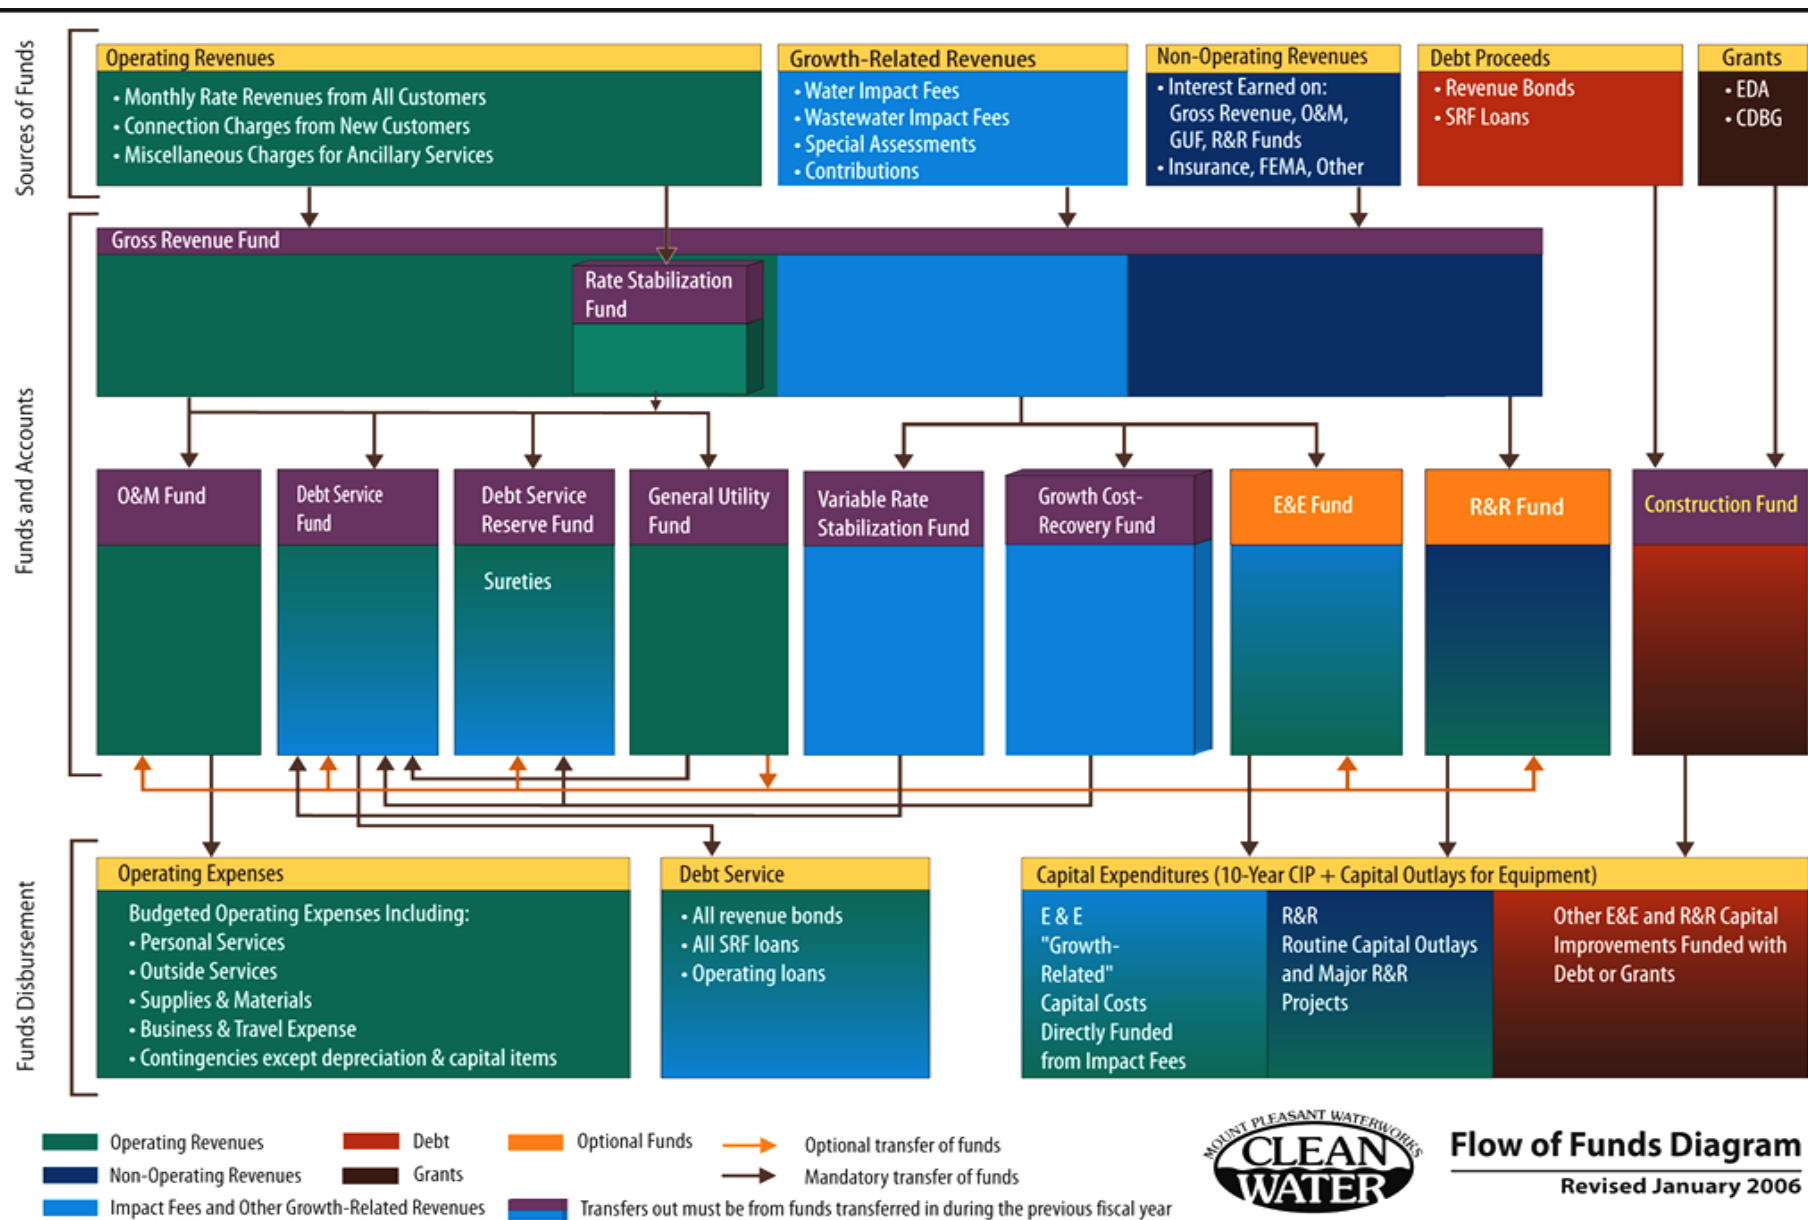 Sources of Funds
Operating Revenues
• Monthly Rate Revenues from All Customers
• Connection Charges from New Customers
• Miscellaneous Charges for Ancillary Services
Growth-Related Revenues
• Water Impact Fees
• Wastewater Impact Fees
• Special Assessments
• Contributions
Non-Operating Revenues
• Interest Earned on:
Gross Revenue, O&M,
GUF, R&R Funds
• Insurance, FEMA, Other
Debt Proceeds
• Revenue Bonds
• SRF Loans
Grants
• EDA
• CDBG
Funds and Accounts
Gross Revenue Fund
Rate Stabilization
Fund
O&M Fund
Debt Service
Fund
Debt Service
Reserve Fund
Sureties
General Utility
Fund
Variable Rate
Stabilization Fund
Growth Cost-
Recovery Fund
E&E Fund
R&R Fund
Construction Fund
Funds Disbursement
Operating Expenses
Budgeted Operating Expenses Including:
• Personal Services
• Outside Services
• Supplies & Materials
• Business & Travel Expense
• Contingencies except depreciation & capital items
Debt Service
• All revenue bonds
• All SRF loans
• Operating loans
Capital Expenditures (10-Year CIP + Capital Outlays for Equipment)
E & E
"Growth-
Related"
Capital Costs
Directly Funded
from Impact Fees
R&R
Routine Capital Outlays
and Major R&R
Projects
Other E&E and R&R Capital
Improvements Funded with
Debt or Grants
Operating Revenues
Non-Operating Revenues
Impact Fees and Other Growth-Related Revenues
Debt
Grants
Optional Funds
Optional transfer of funds
Mandatory transfer of funds
Transfers out must be from funds transferred in during the previous fiscal year
MOUNT PLEASANT WATERWORKS
CLEAN
WATER
Flow of Funds Diagram
Revised January 2006